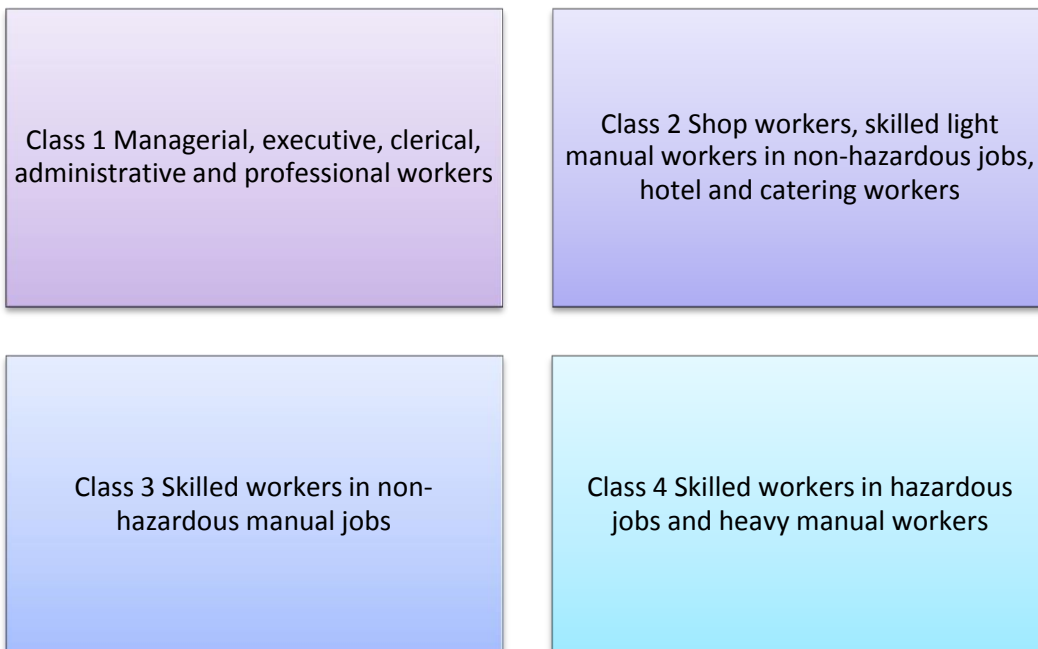 Class 1 Managerial, executive, clerical,
administrative and professional workers
Class 2 Shop workers, skilled light
manual workers in non-hazardous jobs,
hotel and catering workers
Class 3 Skilled workers in non-
hazardous manual jobs
Class 4 Skilled workers in hazardous
jobs and heavy manual workers